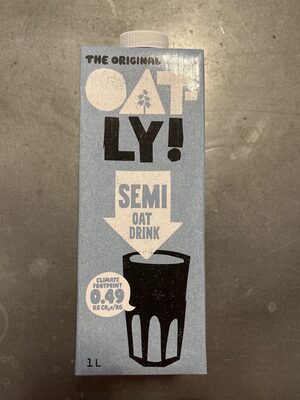 THE ORIGINAL
OAT-
LY!
SEMI
OAT
DRINK
CLIMATE
FOOTPRINT
0.49
KG CO₂e/KG
1L